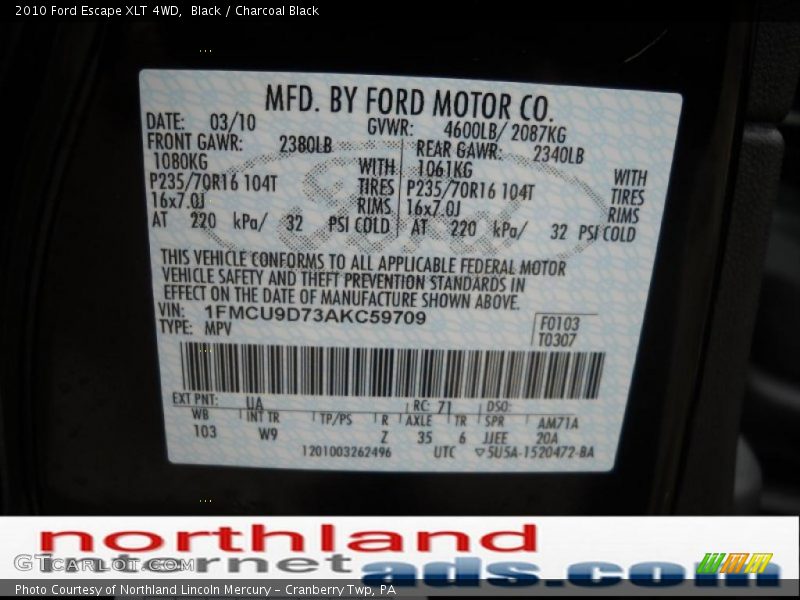 2010 Ford Escape XLT 4WD, Black / Charcoal Black
MFD. BY FORD MOTOR CO.
DATE: 03/10 GVWR: 4600LB/ 2087KG
FRONT GAWR: 2380LB REAR GAWR: 2340LB
1080KG WITH 1061KG WITH
P235/70R16 104T TIRES P235/70R16 104T TIRES
16x7.0J RIMS 16x7.0J RIMS
AT 220 kPa/ 32 PSI COLD AT 220 kPa/ 32 PSI COLD
Ford
THIS VEHICLE CONFORMS TO ALL APPLICABLE FEDERAL MOTOR
VEHICLE SAFETY AND THEFT PREVENTION STANDARDS IN
EFFECT ON THE DATE OF MANUFACTURE SHOWN ABOVE.
VIN: 1FMCU9D73AKC59709 F0103
TYPE: MPV T0307
EXT PNT: UA RC: 71 DSO:
WB INT TR TP/PS R AXLE TR SPR AM71A
103 W9 Z 35 6 JJEE 20A
1201003262496 UTC ▽5U5A-1520472-BA
northland
internet ads.com
GTCarLot.com
Photo Courtesy of Northland Lincoln Mercury - Cranberry Twp, PA